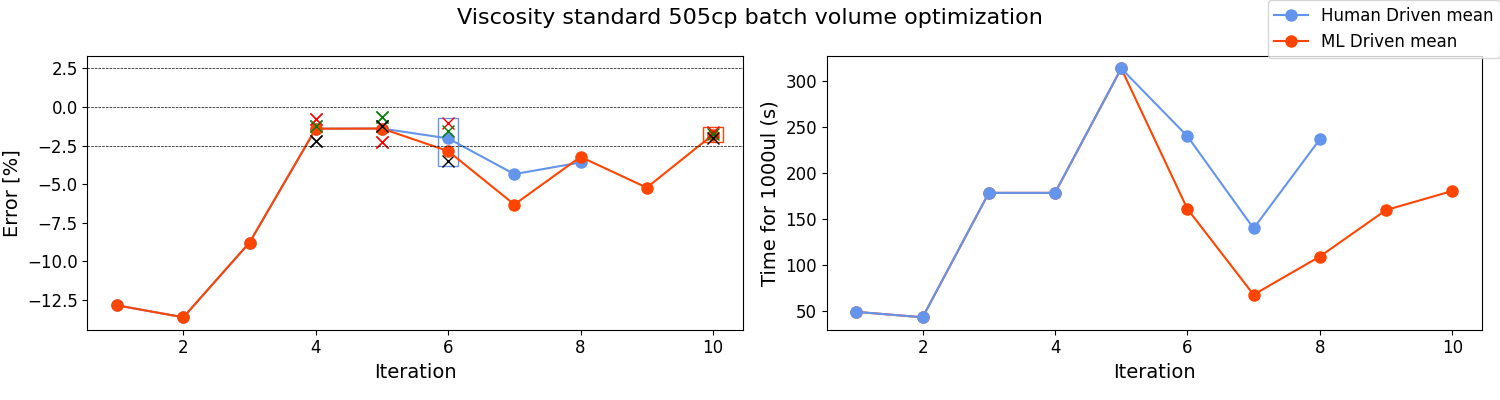 Viscosity standard 505cp batch volume optimization
Human Driven mean
ML Driven mean
Error [%]
2.5
0.0
−2.5
−5.0
−7.5
−10.0
−12.5
2 4 6 8 10
Iteration
Time for 1000ul (s)
300
250
200
150
100
50
2 4 6 8 10
Iteration